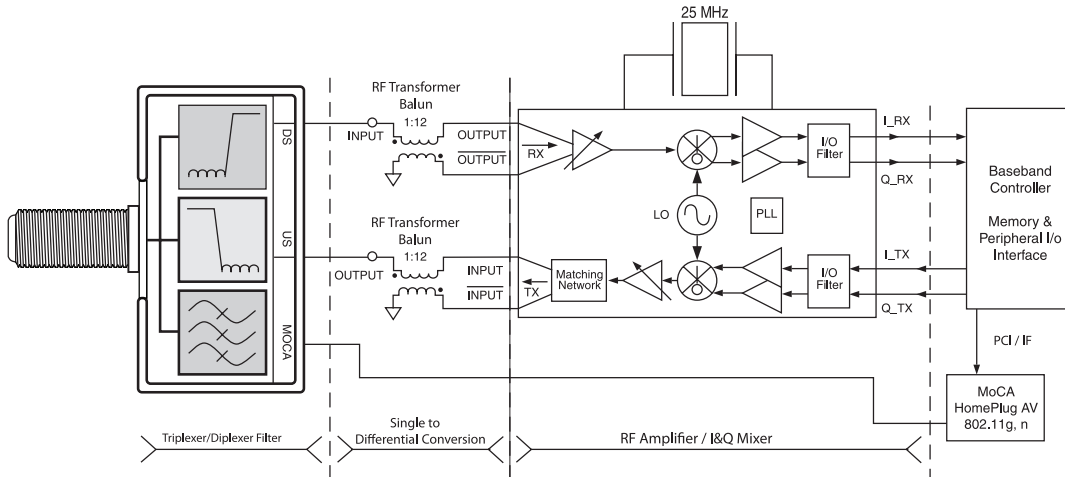 25 MHz
RF Transformer
Balun
1:12
DS
INPUT
OUTPUT
OUTPUT
RX
I/O
Filter
I_RX
Q_RX
Baseband
Controller
Memory &
Peripheral I/o
Interface
LO
PLL
RF Transformer
Balun
1:12
US
OUTPUT
INPUT
INPUT
TX
Matching
Network
I/O
Filter
I_TX
Q_TX
MOCA
PCI / IF
MoCA
HomePlug AV
802.11g, n
Triplexer/Diplexer Filter
Single to
Differential Conversion
RF Amplifier / I&Q Mixer